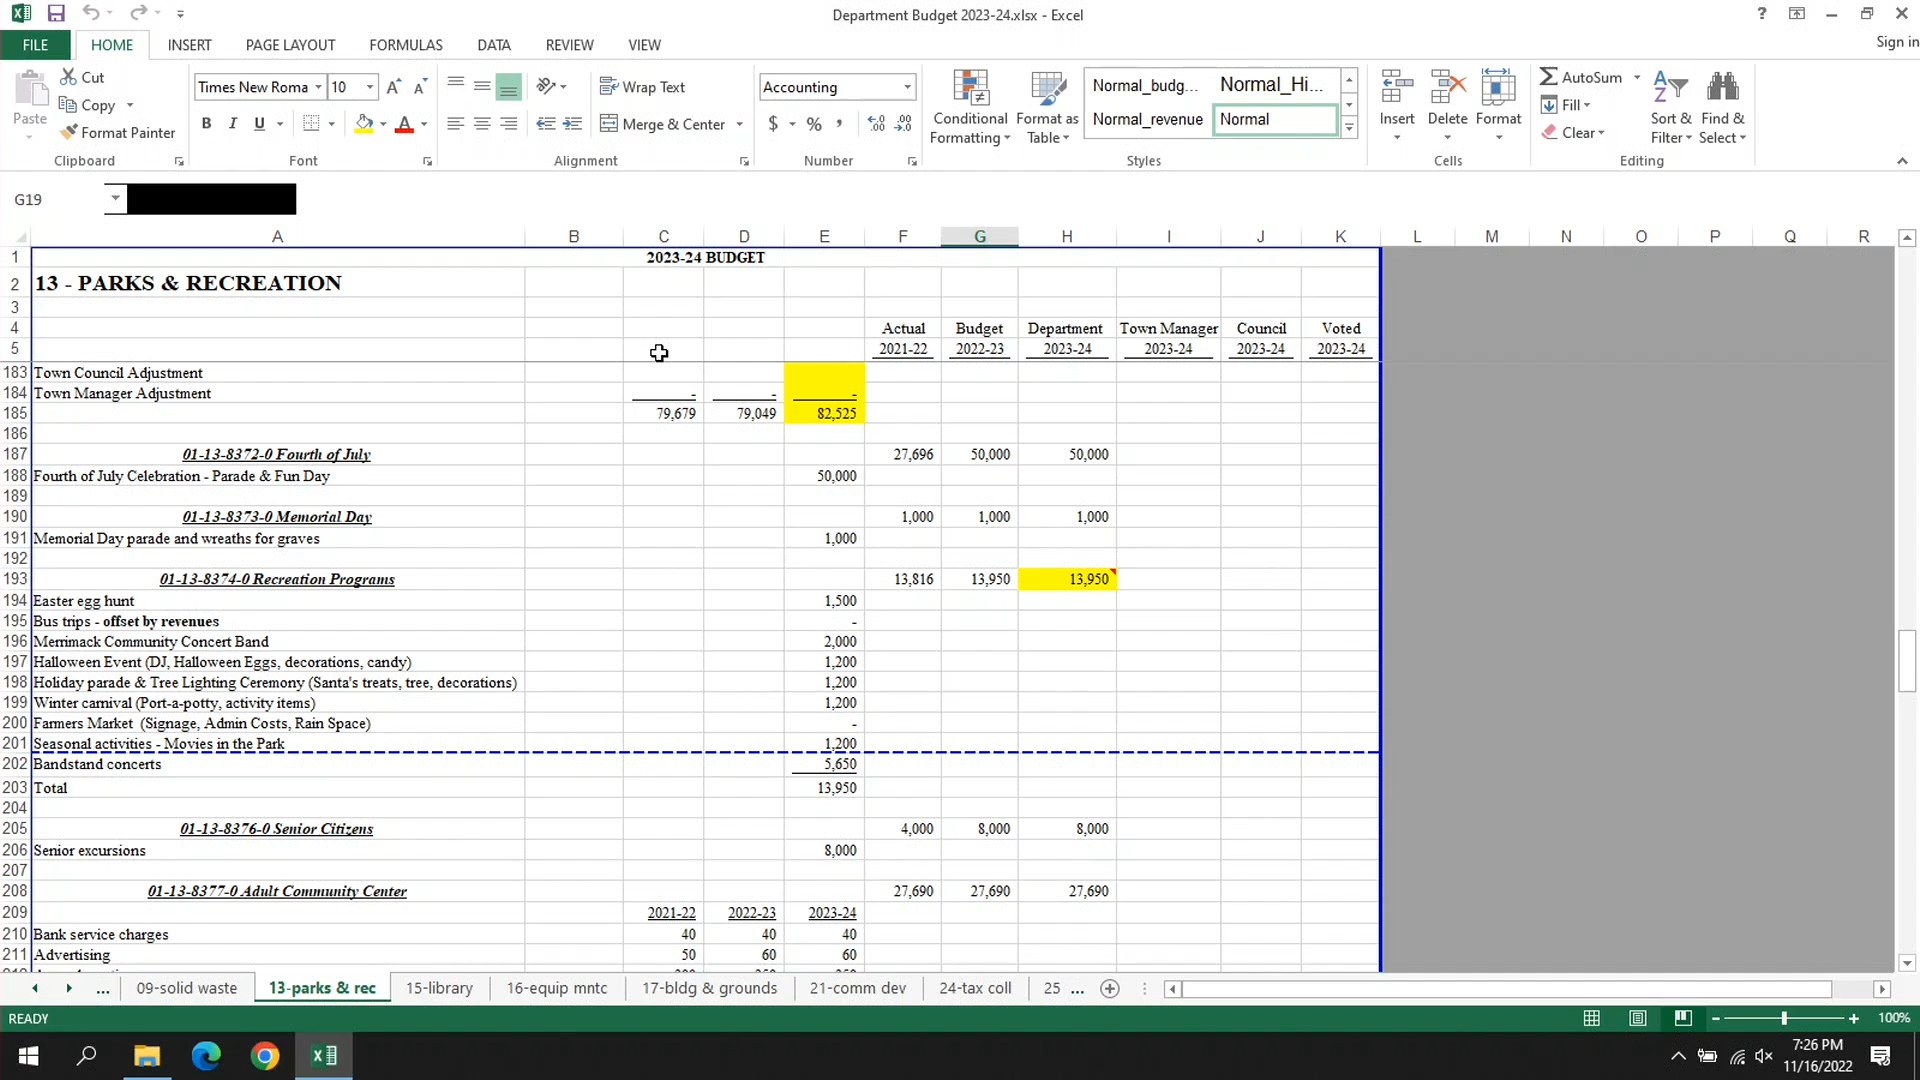 Department Budget 2023-24.xlsx - Excel
?
FILE HOME INSERT PAGE LAYOUT FORMULAS DATA REVIEW VIEW Sign in
Paste Cut Copy Format Painter Clipboard
Times New Roma 10 B I U A Font
Wrap Text Merge & Center Alignment
Accounting $ % Number
Conditional Formatting Format as Table Normal_budg... Normal_Hi... Normal_revenue Normal Styles
Insert Delete Format Cells
AutoSum Fill Clear Sort & Filter Find & Select Editing
G19
A B C D E F G H I J K L M N O P Q R
1 2023-24 BUDGET
2 13 - PARKS & RECREATION
3
4 Actual Budget Department Town Manager Council Voted
5 2021-22 2022-23 2023-24 2023-24 2023-24 2023-24
183 Town Council Adjustment
184 Town Manager Adjustment - - -
185 79,679 79,049 82,525
186
187 01-13-8372-0 Fourth of July 27,696 50,000 50,000
188 Fourth of July Celebration - Parade & Fun Day 50,000
189
190 01-13-8373-0 Memorial Day 1,000 1,000 1,000
191 Memorial Day parade and wreaths for graves 1,000
192
193 01-13-8374-0 Recreation Programs 13,816 13,950 13,950
194 Easter egg hunt 1,500
195 Bus trips - offset by revenues -
196 Merrimack Community Concert Band 2,000
197 Halloween Event (DJ, Halloween Eggs, decorations, candy) 1,200
198 Holiday parade & Tree Lighting Ceremony (Santa's treats, tree, decorations) 1,200
199 Winter carnival (Port-a-potty, activity items) 1,200
200 Farmers Market (Signage, Admin Costs, Rain Space) -
201 Seasonal activities - Movies in the Park 1,200
202 Bandstand concerts 5,650
203 Total 13,950
204
205 01-13-8376-0 Senior Citizens 4,000 8,000 8,000
206 Senior excursions 8,000
207
208 01-13-8377-0 Adult Community Center 27,690 27,690 27,690
209 2021-22 2022-23 2023-24
210 Bank service charges 40 40 40
211 Advertising 50 60 60
... 09-solid waste 13-parks & rec 15-library 16-equip mntc 17-bldg & grounds 21-comm dev 24-tax coll 25 ...
READY 100%
7:26 PM
11/16/2022